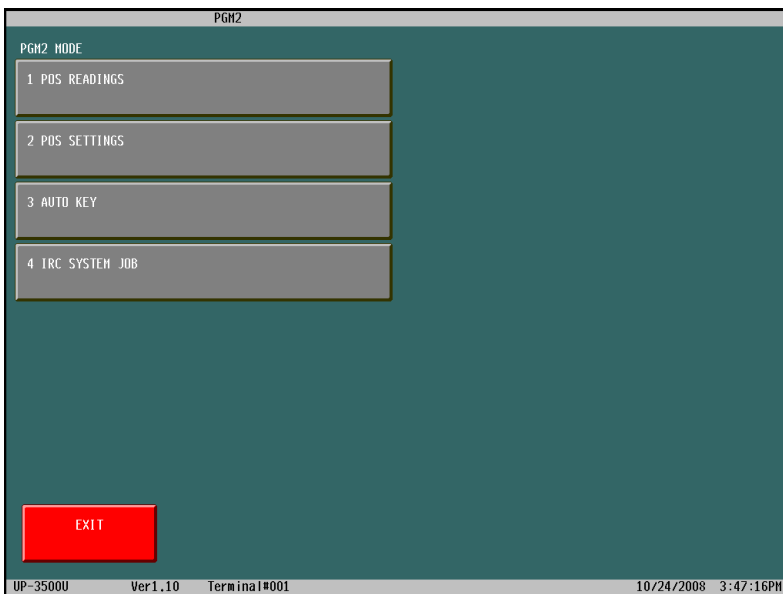 PGM2
PGM2 MODE
1 POS READINGS
2 POS SETTINGS
3 AUTO KEY
4 IRC SYSTEM JOB
EXIT
UP-3500U Ver1.10 Terminal#001 10/24/2008 3:47:16PM